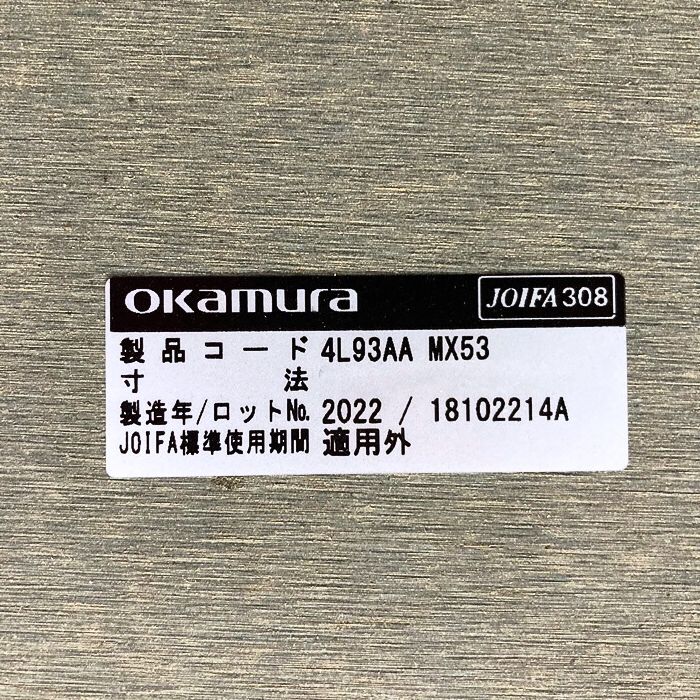 okamura JOIFA308
製品コード 4L93AA MX53
寸法
製造年/ロットNo. 2022 / 18102214A
JOIFA標準使用期間 適用外